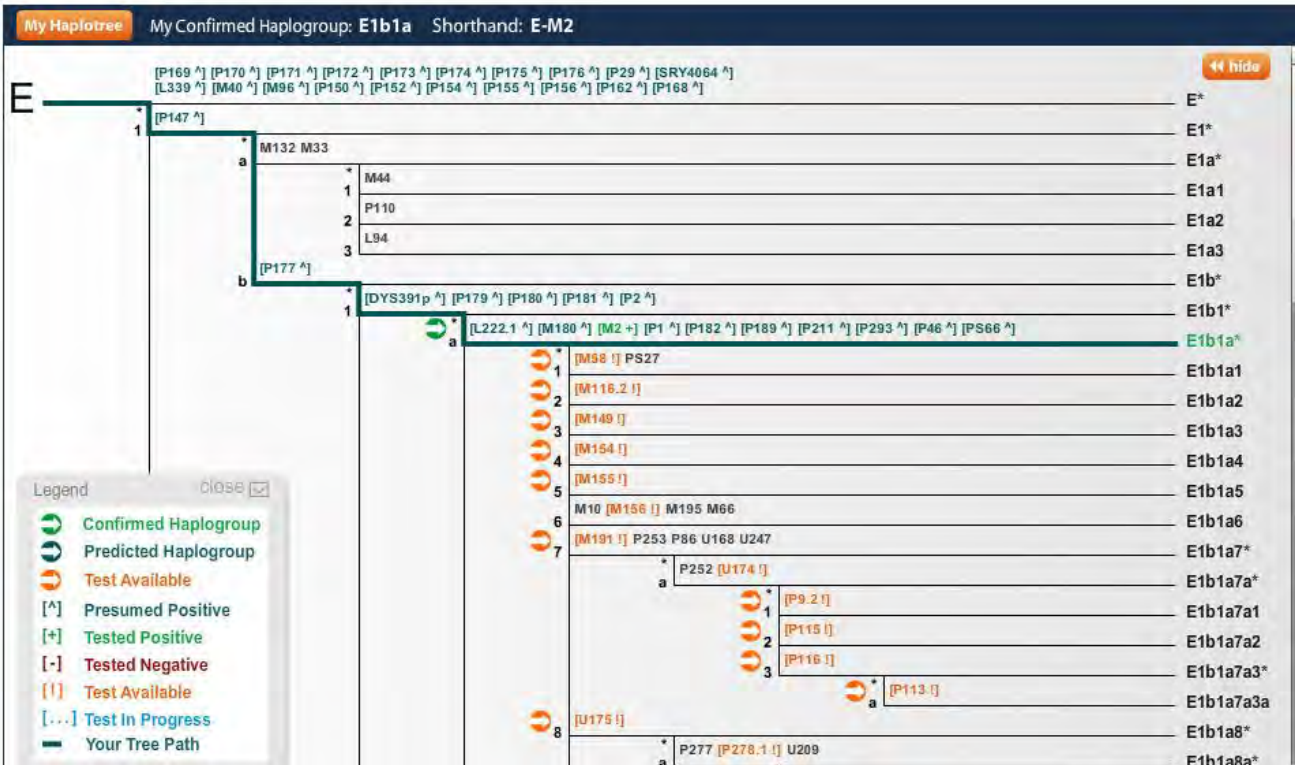 My Haplotree My Confirmed Haplogroup: E1b1a Shorthand: E-M2
hide
[P169 ^] [P170 ^] [P171 ^] [P172 ^] [P173 ^] [P174 ^] [P175 ^] [P176 ^] [P29 ^] [SRY4064 ^]
[L339 ^] [M40 ^] [M96 ^] [P150 ^] [P152 ^] [P154 ^] [P155 ^] [P156 ^] [P162 ^] [P168 ^]
E
* E*
1 [P147 ^] E1*
*
a M132 M33 E1a*
*
1 M44 E1a1
2 P110 E1a2
3 L94 E1a3
b [P177 ^] E1b*
*
1 [DYS391p ^] [P179 ^] [P180 ^] [P181 ^] [P2 ^] E1b1*
*
a [L222.1 ^] [M180 ^] [M2 +] [P1 ^] [P182 ^] [P189 ^] [P211 ^] [P293 ^] [P46 ^] [PS66 ^] E1b1a*
*
1 [M58 !] PS27 E1b1a1
2 [M116.2 !] E1b1a2
3 [M149 !] E1b1a3
4 [M154 !] E1b1a4
5 [M155 !] E1b1a5
6 M10 [M156 !] M195 M66 E1b1a6
7 [M191 !] P253 P86 U168 U247 E1b1a7*
*
a P252 [U174 !] E1b1a7a*
*
1 [P9.2 !] E1b1a7a1
2 [P115 !] E1b1a7a2
3 [P116 !] E1b1a7a3*
*
a [P113 !] E1b1a7a3a
8 [U175 !] E1b1a8*
*
a P277 [P278.1 !] U209 E1b1a8a*
Legend close
Confirmed Haplogroup
Predicted Haplogroup
Test Available
[^] Presumed Positive
[+] Tested Positive
[-] Tested Negative
[!] Test Available
[...] Test In Progress
Your Tree Path